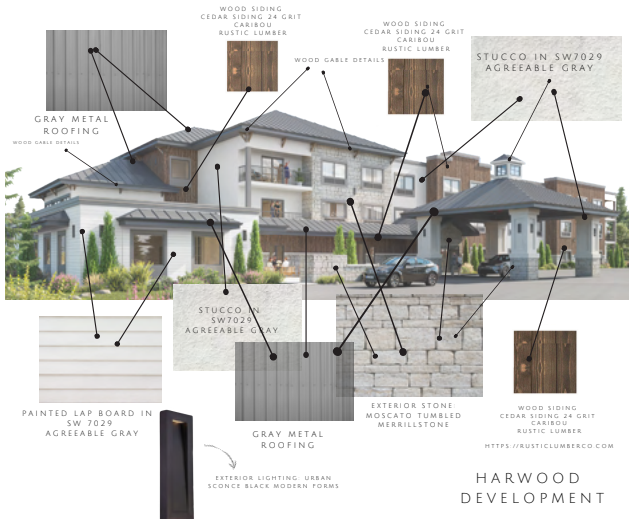 WOOD SIDING
CEDAR SIDING 24 GRIT
CARIBOU
RUSTIC LUMBER
WOOD SIDING
CEDAR SIDING 24 GRIT
CARIBOU
RUSTIC LUMBER
WOOD GABLE DETAILS
STUCCO IN SW7029
AGREEABLE GRAY
GRAY METAL
ROOFING
WOOD GABLE DETAILS
STUCCO IN
SW7029
AGREEABLE GRAY
PAINTED LAP BOARD IN
SW 7029
AGREEABLE GRAY
GRAY METAL
ROOFING
EXTERIOR STONE
MOSCATO TUMBLED
MERRILLSTONE
WOOD SIDING
CEDAR SIDING 24 GRIT
CARIBOU
RUSTIC LUMBER
HTTPS://RUSTICLUMBERCO.COM
EXTERIOR LIGHTING: URBAN
SCONCE BLACK MODERN FORMS
HARWOOD
DEVELOPMENT